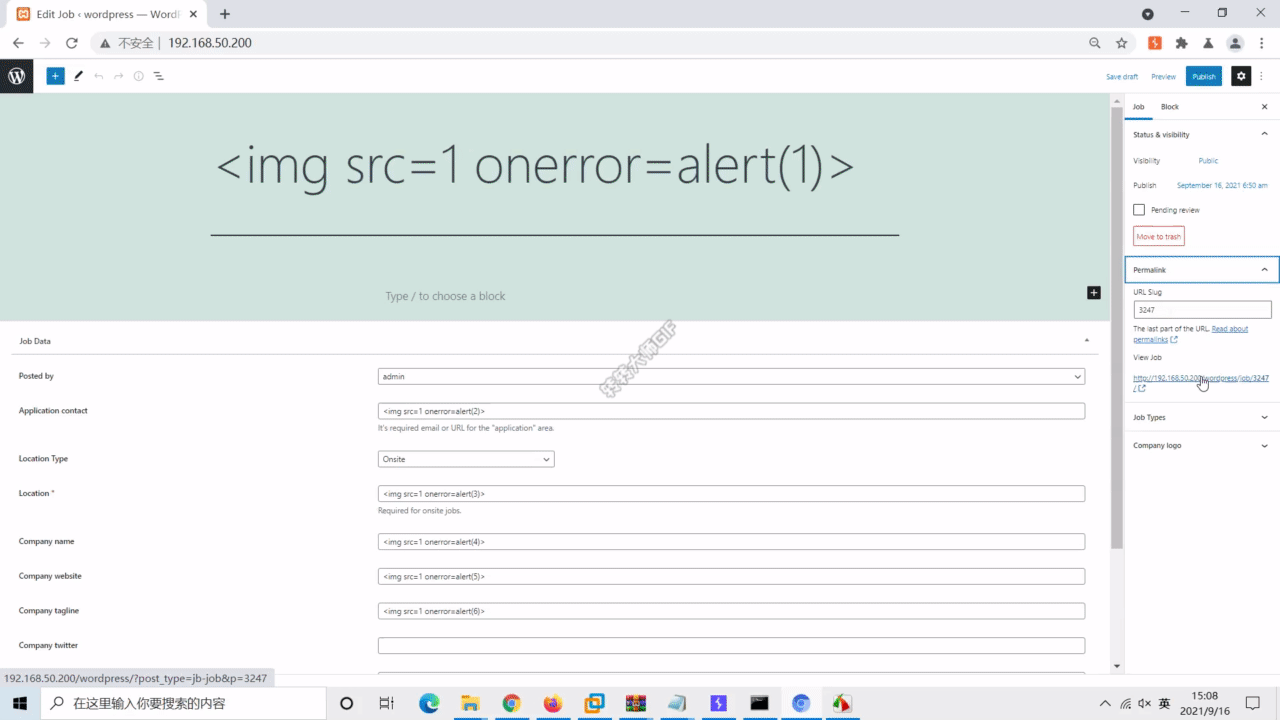 Edit Job ‹ wordpress — WordP
不安全 | 192.168.50.200
Save draft
Preview
Publish
<img src=1 onerror=alert(1)>
Type / to choose a block
Job
Block
Status & visibility
Visibility
Public
Publish
September 16, 2021 6:50 am
Pending review
Move to trash
Permalink
URL Slug
3247
The last part of the URL. Read about
permalinks
View Job
http://192.168.50.200/wordpress/job/3247
/
Job Types
Company logo
Job Data
Posted by
admin
Application contact
<img src=1 onerror=alert(2)>
It's required email or URL for the "application" area.
Location Type
Onsite
Location *
<img src=1 onerror=alert(3)>
Required for onsite jobs.
Company name
<img src=1 onerror=alert(4)>
Company website
<img src=1 onerror=alert(5)>
Company tagline
<img src=1 onerror=alert(6)>
Company twitter
转转大师GIF
192.168.50.200/wordpress/?post_type=jb-job&p=3247
在这里输入你要搜索的内容
英
15:08
2021/9/16